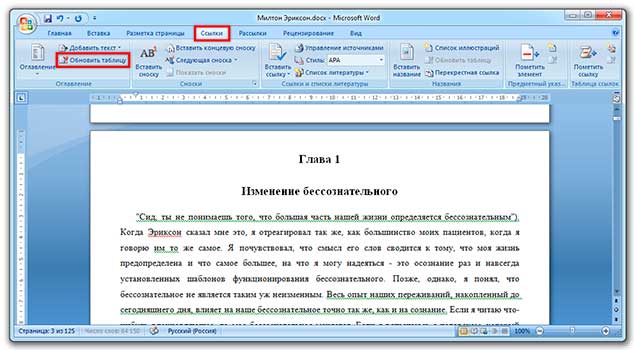 Милтон Эриксон.docx - Microsoft Word
Главная Вставка Разметка страницы Ссылки Рассылки Рецензирование Вид
Оглавление
Добавить текст
Обновить таблицу
Оглавление
AB¹
Вставить сноску
Вставить концевую сноску
Следующая сноска
Показать сноски
Сноски
Вставить ссылку
Управление источниками
Стиль: APA
Список литературы
Ссылки и списки литературы
Вставить название
Список иллюстраций
Обновить таблицу
Перекрестная ссылка
Названия
Пометить элемент
Предметный указ...
Пометить ссылку
Таблица ссылок
Глава 1
Изменение бессознательного
"Сид, ты не понимаешь того, что большая часть нашей жизни определяется бессознательным").
Когда Эриксон сказал мне это, я отреагировал так же, как большинство моих пациентов, когда я
говорю им то же самое. Я почувствовал, что смысл его слов сводится к тому, что моя жизнь
предопределена и что самое большее, на что я могу надеяться - это осознание раз и навсегда
установленных шаблонов функционирования бессознательного. Позже, однако, я понял, что
бессознательное не является таким уж неизменным. Весь опыт наших переживаний, накопленный до
сегодняшнего дня, влияет на наше бессознательное точно так же, как и на сознание. Если я читаю что-
Страница: 3 из 125 Число слов: 64 150 Русский (Россия) 100%